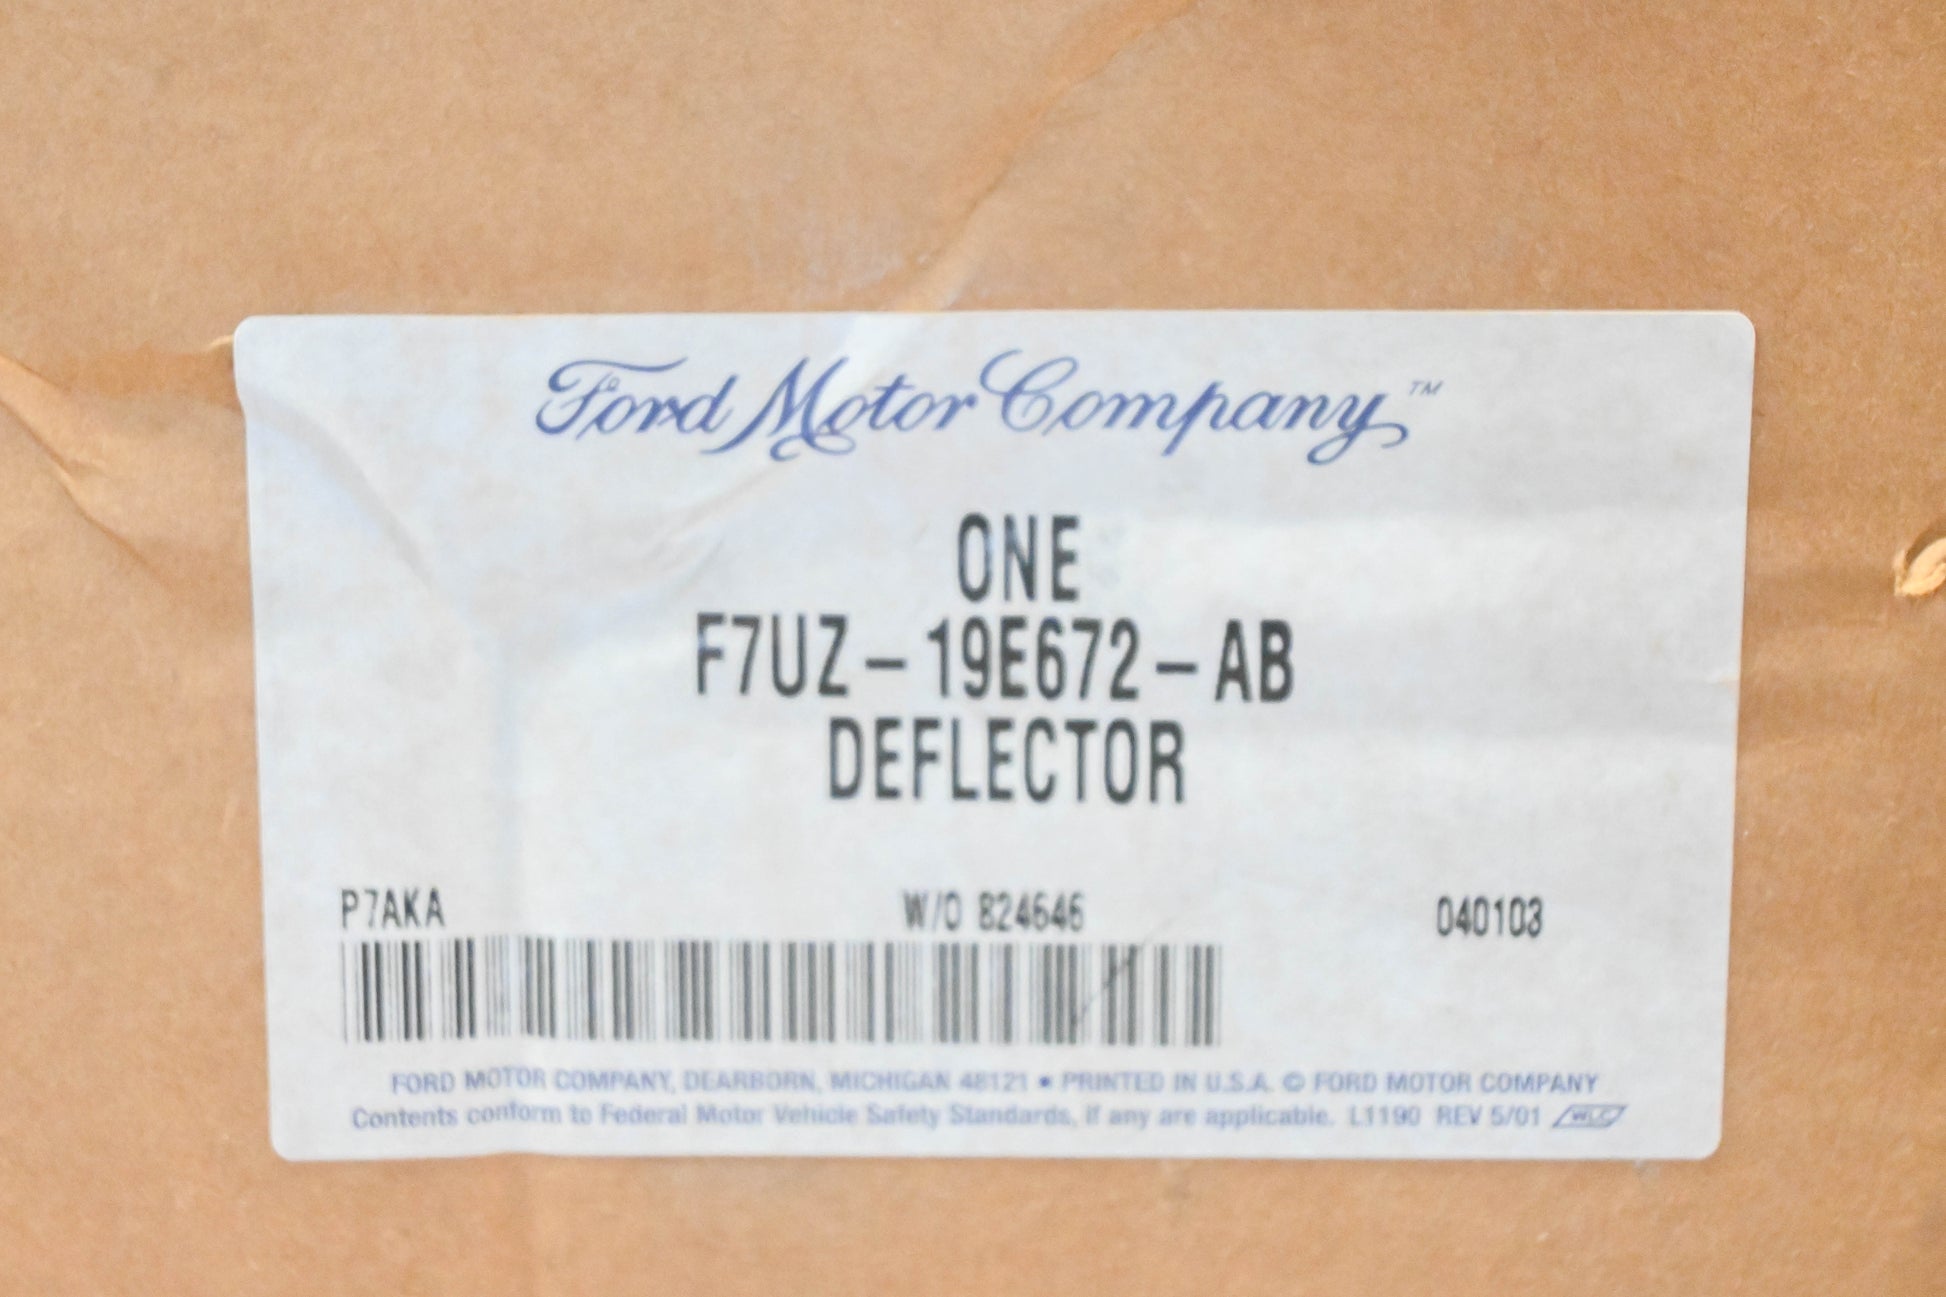 Ford Motor Company™
ONE
F7UZ-19E672-AB
DEFLECTOR
P7AKA W/O 824646 040103
FORD MOTOR COMPANY, DEARBORN, MICHIGAN 48121 • PRINTED IN U.S.A. © FORD MOTOR COMPANY
Contents conform to Federal Motor Vehicle Safety Standards, if any are applicable. L1190 REV 5/01 WLC